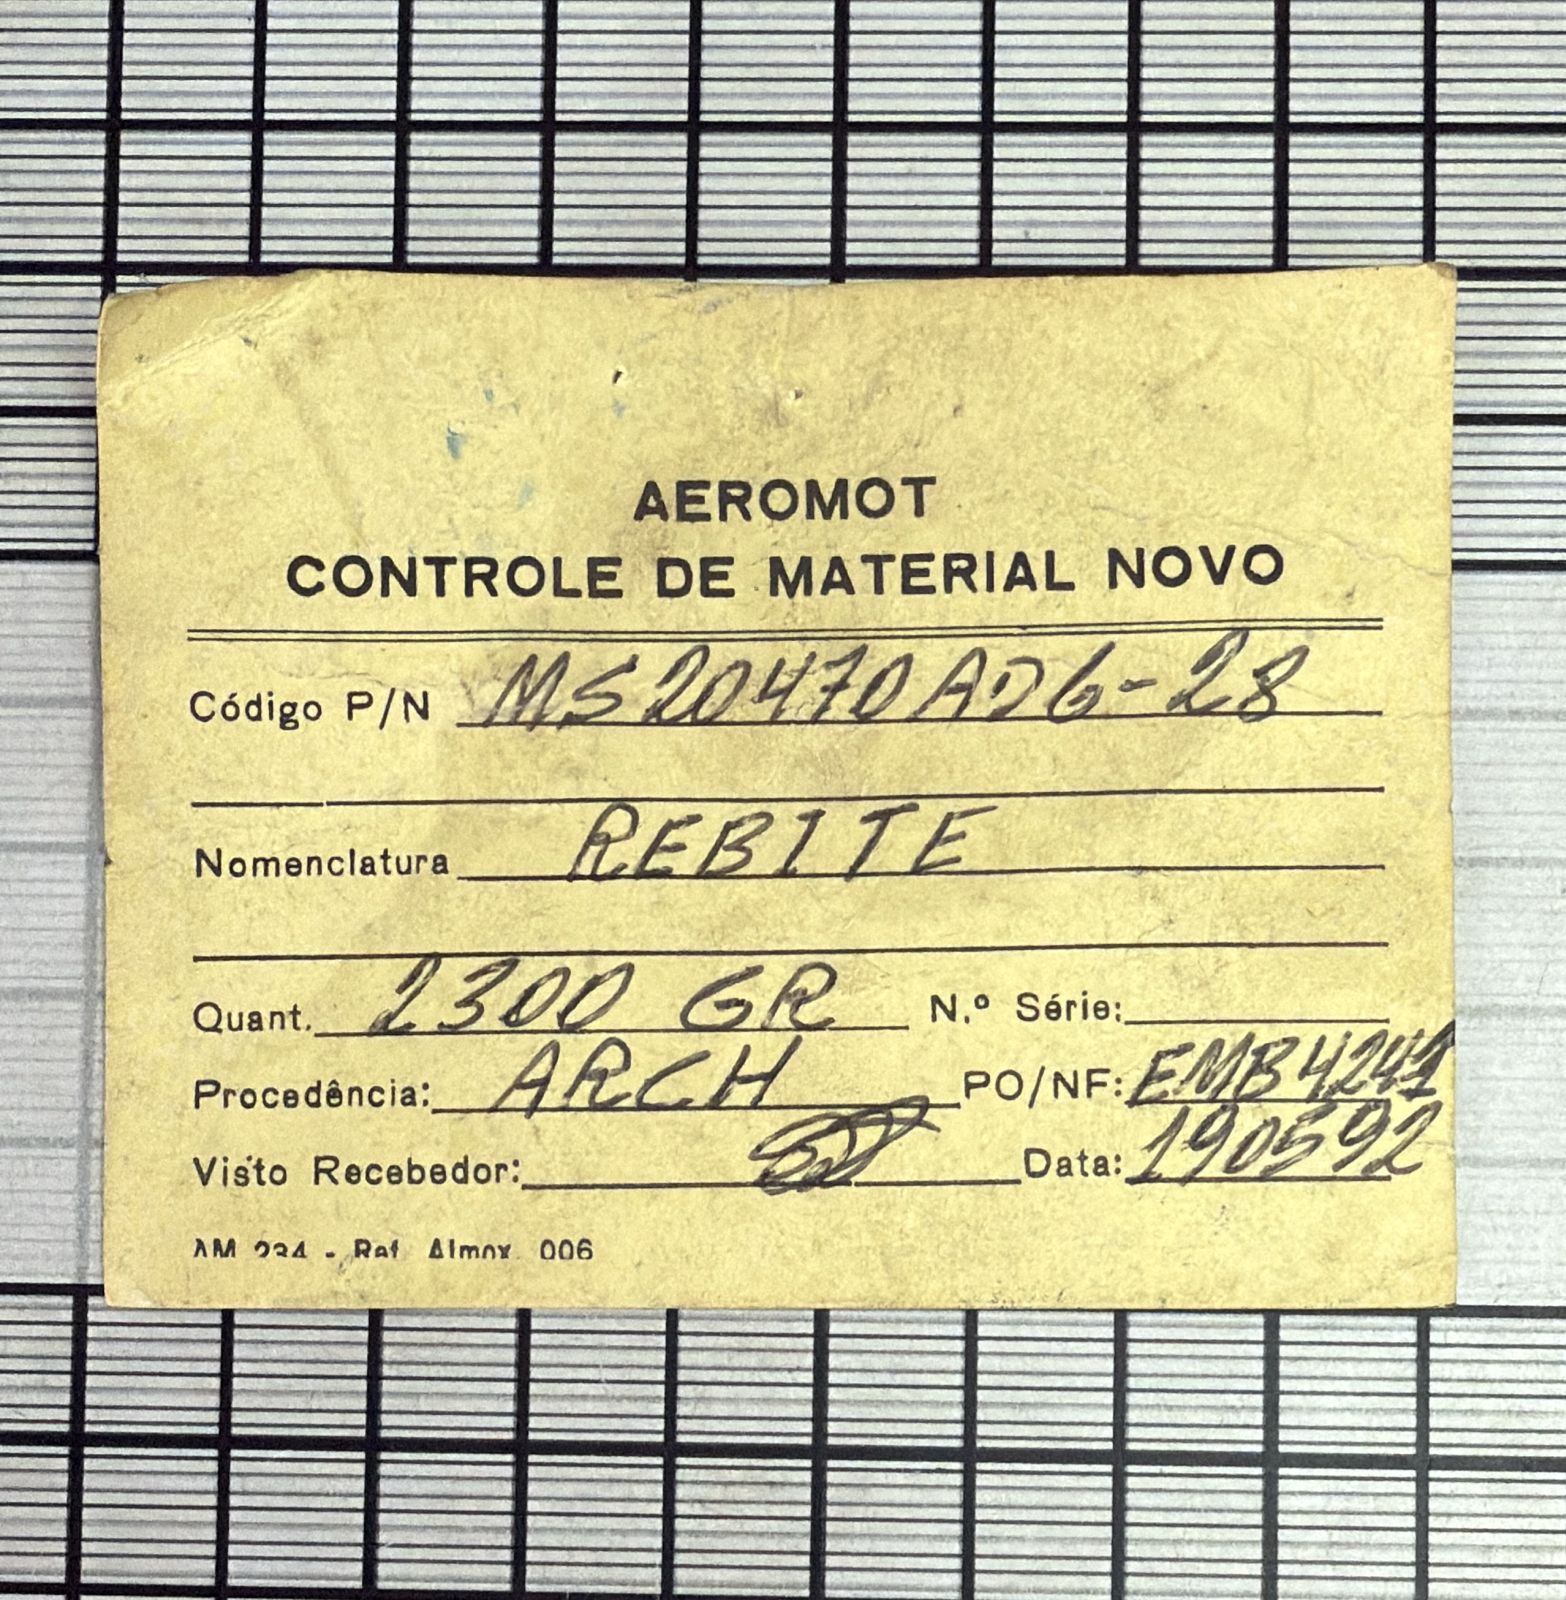 AEROMOT
CONTROLE DE MATERIAL NOVO
Código P/N MS20470AD6-28
Nomenclatura REBITE
Quant. 2300 GR N.º Série:
Procedência: ARCH PO/NF: EMB4242
Visto Recebedor: Data: 190592
AM 234 - Ref. Almox. 006